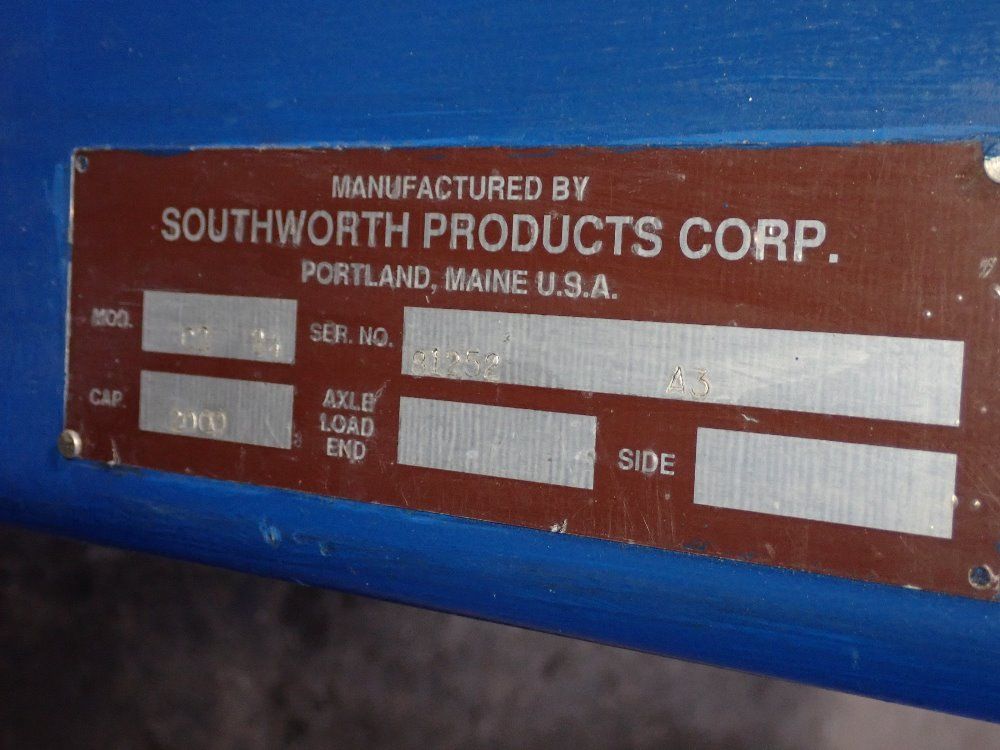 MANUFACTURED BY
SOUTHWORTH PRODUCTS CORP.
PORTLAND, MAINE U.S.A.
MOD. SER. NO. 81252 A3
CAP. 2000 AXLE LOAD END SIDE